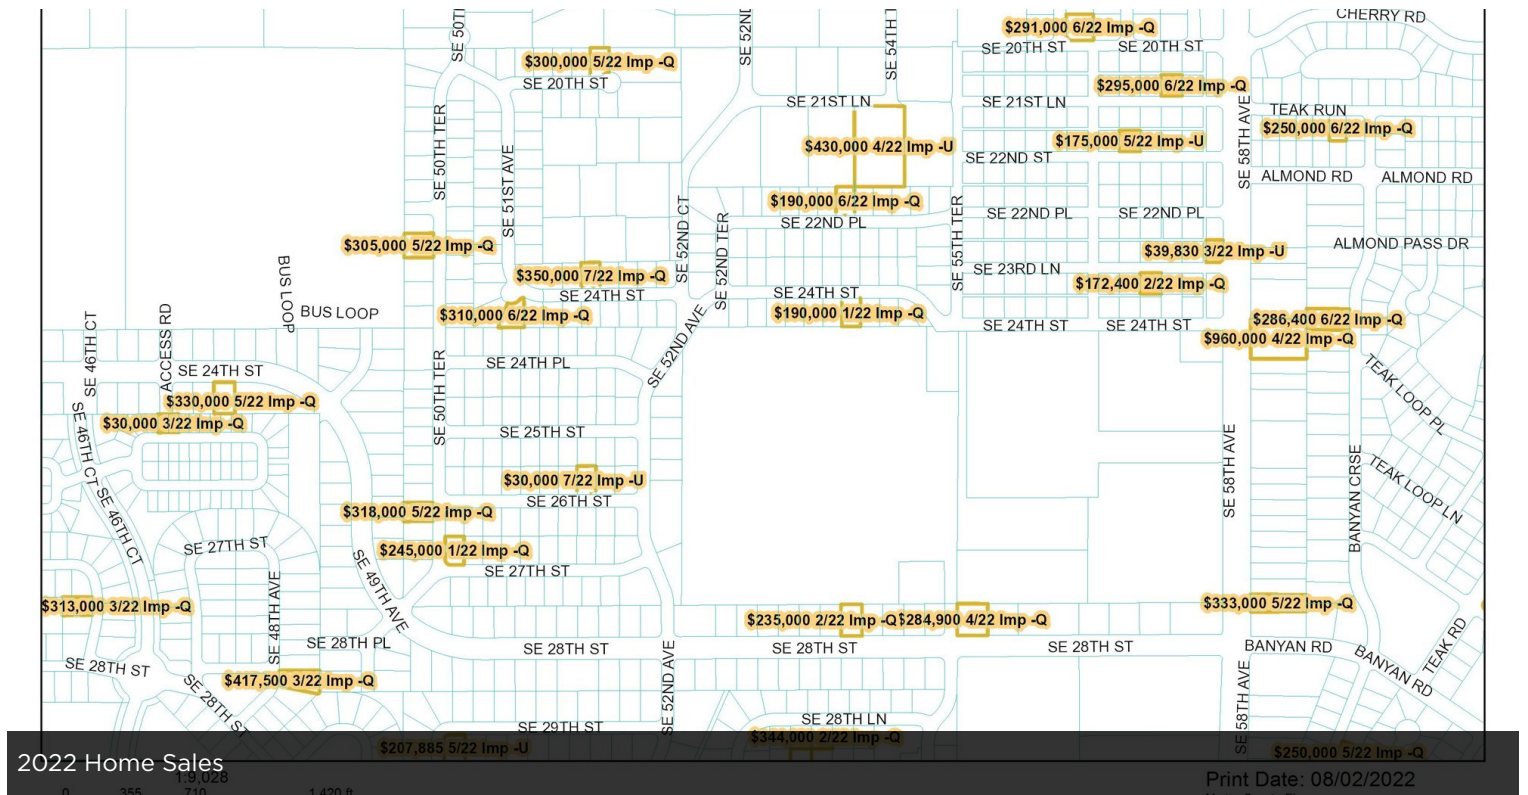 CHERRY RD
$291,000 6/22 Imp -Q
SE 50T
SE 52N
SE 54TH
SE 20TH ST
SE 20TH ST
$300,000 5/22 Imp -Q
SE 20TH ST
$295,000 6/22 Imp -Q
SE 21ST LN
SE 21ST LN
TEAK RUN
$250,000 6/22 Imp -Q
SE 58TH AVE
$430,000 4/22 Imp -U
$175,000 5/22 Imp -U
SE 50TH TER
SE 51ST AVE
SE 22ND ST
ALMOND RD
ALMOND RD
$190,000 6/22 Imp -Q
SE 22ND PL
SE 22ND PL
SE 22ND PL
SE 52ND CT
SE 52ND TER
SE 55TH TER
$305,000 5/22 Imp -Q
$39,830 3/22 Imp -U
ALMOND PASS DR
BUS LOOP
$350,000 7/22 Imp -Q
SE 23RD LN
$172,400 2/22 Imp -Q
SE 24TH ST
SE 24TH ST
BUS LOOP
$310,000 6/22 Imp -Q
$190,000 1/22 Imp -Q
SE 24TH ST
SE 24TH ST
$286,400 6/22 Imp -Q
$960,000 4/22 Imp -Q
SE 46TH CT
ACCESS RD
SE 24TH ST
SE 24TH PL
SE 52ND AVE
TEAK LOOP PL
$330,000 5/22 Imp -Q
$30,000 3/22 Imp -Q
SE 50TH TER
SE 46TH CT
SE 25TH ST
SE 58TH AVE
BANYAN CRSE
TEAK LOOP LN
$30,000 7/22 Imp -U
SE 26TH ST
SE 46TH CT
$318,000 5/22 Imp -Q
SE 27TH ST
$245,000 1/22 Imp -Q
SE 27TH ST
SE 49TH AVE
SE 48TH AVE
$313,000 3/22 Imp -Q
$235,000 2/22 Imp -Q
$284,900 4/22 Imp -Q
$333,000 5/22 Imp -Q
SE 28TH PL
SE 28TH ST
SE 28TH ST
SE 28TH ST
BANYAN RD
BANYAN RD
TEAK RD
SE 28TH ST
$417,500 3/22 Imp -Q
SE 28TH ST
SE 52ND AVE
SE 58TH AVE
SE 29TH ST
SE 28TH LN
$207,885 5/22 Imp -U
$344,000 2/22 Imp -Q
$250,000 5/22 Imp -Q
2022 Home Sales
1:9,028
Print Date: 08/02/2022
0 355 710 1,420 ft